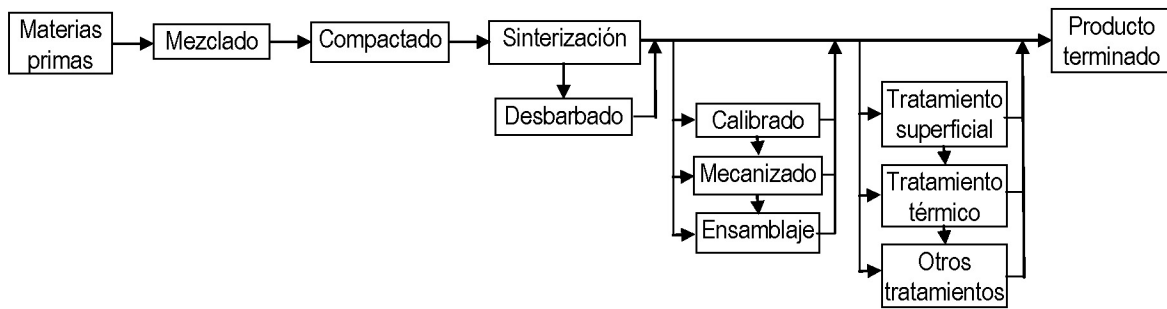 Materias
primas
Mezclado
Compactado
Sinterización
Desbarbado
Calibrado
Mecanizado
Ensamblaje
Tratamiento
superficial
Tratamiento
térmico
Otros
tratamientos
Producto
terminado